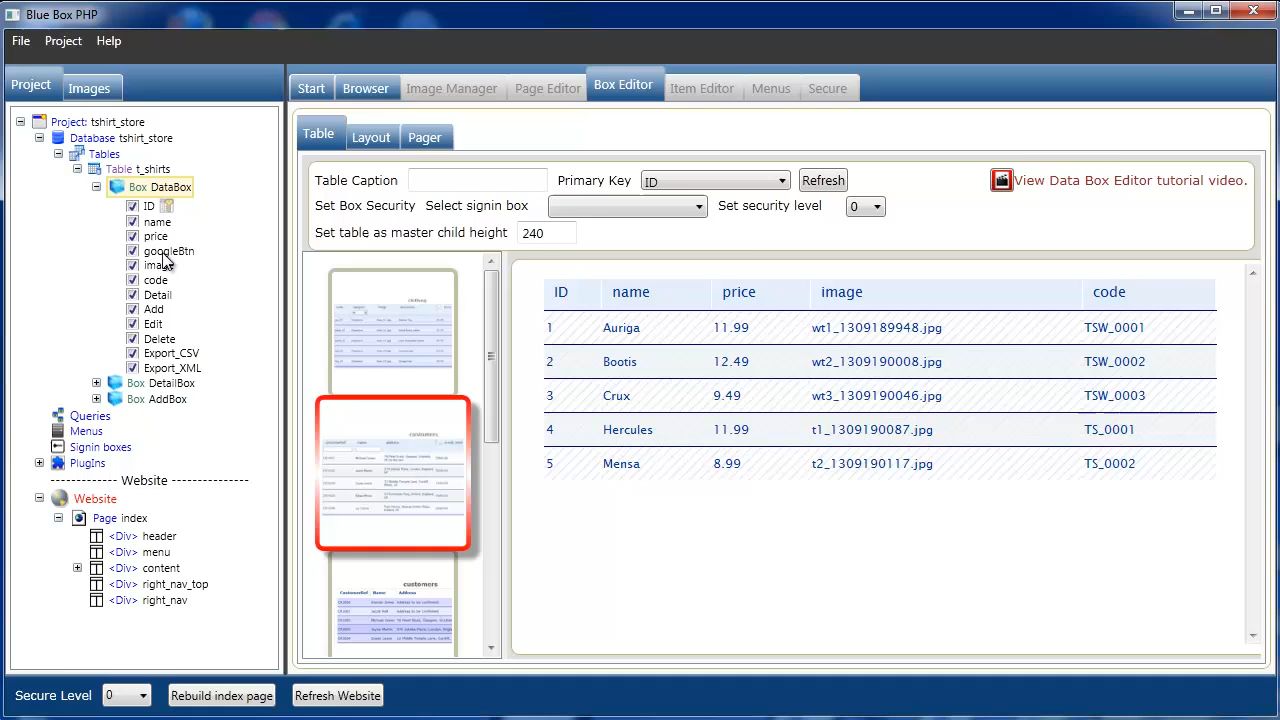 Blue Box PHP
File Project Help
Project Images
Start Browser Image Manager Page Editor Box Editor Item Editor Menus Secure
Project: tshirt_store
Database tshirt_store
Tables
Table t_shirts
Box DataBox
ID
name
price
googleBtn
code
Detail
Add
Edit
Delete
Export_CSV
Export_XML
Box DetailBox
Box AddBox
Queries
Menus
Signin boxes
Plugins
------------ Website --------------
Website
Page index
<Div> header
<Div> menu
<Div> content
<Div> right_nav_top
<Div> right_nav
Table Layout Pager
Table Caption Primary Key ID Refresh
View Data Box Editor tutorial video.
Set Box Security Select signin box Set security level 0
Set table as master child height 240
customers
customers
CustomerRef Name Address
ID name price image code
1 Auriga 11.99 wt1_1309189948.jpg TSW_0001
2 Bootis 12.49 wt2_1309190008.jpg TSW_0002
3 Crux 9.49 wt3_1309190046.jpg TSW_0003
4 Hercules 11.99 t1_1309190087.jpg TS_0001
5 Mensa 8.99 t2_1309190117.jpg TS_0002
Secure Level 0 Rebuild index page Refresh Website